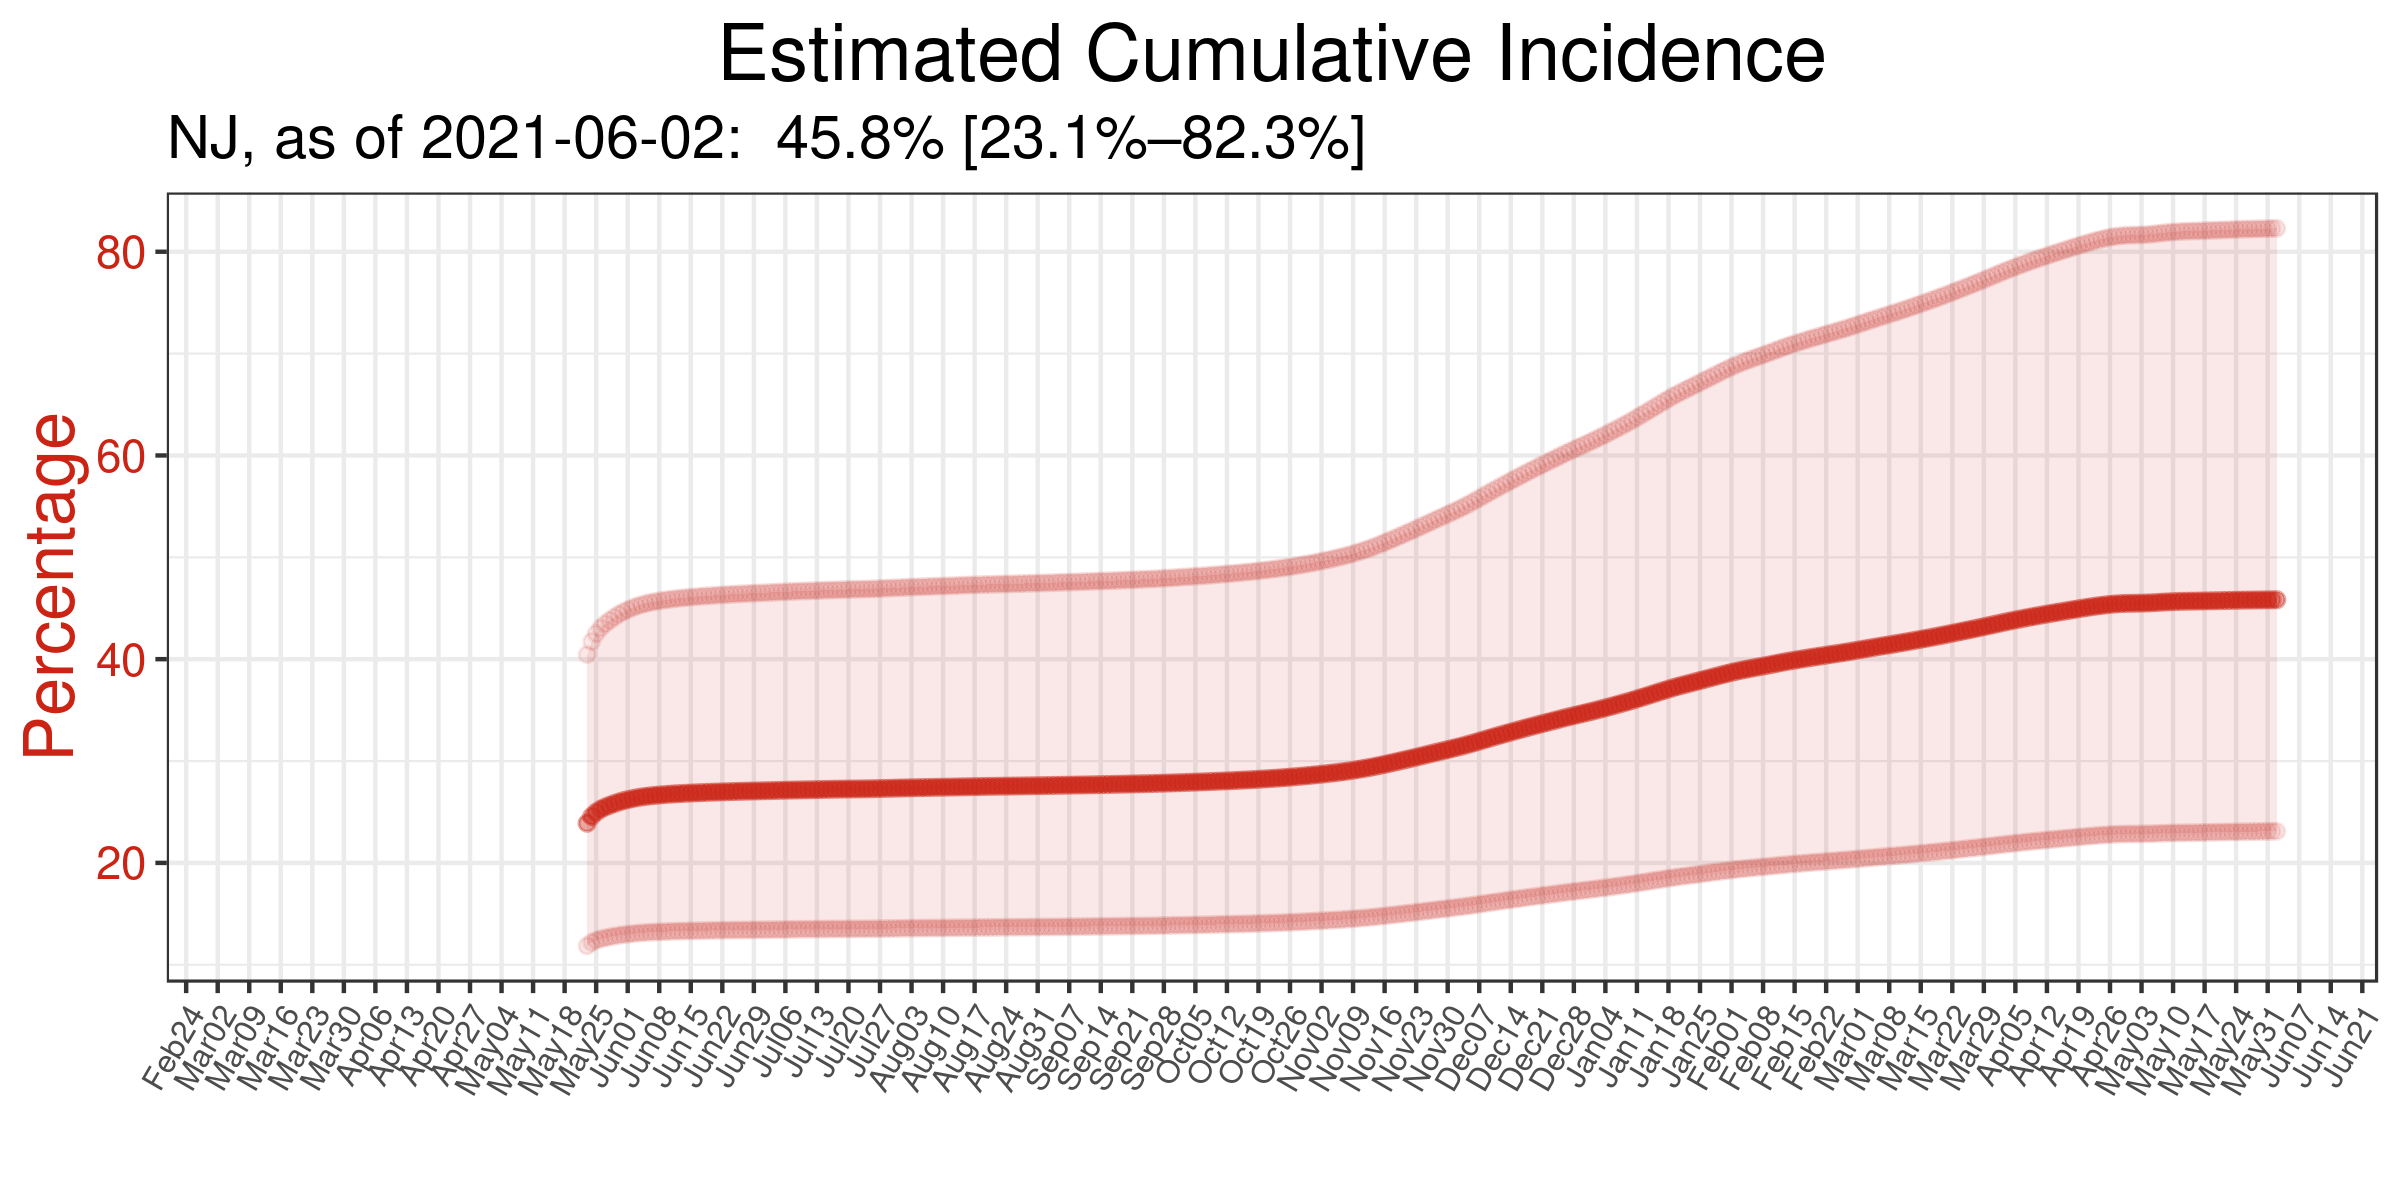 Estimated Cumulative Incidence
NJ, as of 2021-06-02:  45.8% [23.1%–82.3%]
Percentage
80
60
40
20
Feb24
Mar02
Mar09
Mar16
Mar23
Mar30
Apr06
Apr13
Apr20
Apr27
May04
May11
May18
May25
Jun01
Jun08
Jun15
Jun22
Jun29
Jul06
Jul13
Jul20
Jul27
Aug03
Aug10
Aug17
Aug24
Aug31
Sep07
Sep14
Sep21
Sep28
Oct05
Oct12
Oct19
Oct26
Nov02
Nov09
Nov16
Nov23
Nov30
Dec07
Dec14
Dec21
Dec28
Jan04
Jan11
Jan18
Jan25
Feb01
Feb08
Feb15
Feb22
Mar01
Mar08
Mar15
Mar22
Mar29
Apr05
Apr12
Apr19
Apr26
May03
May10
May17
May24
May31
Jun07
Jun14
Jun21